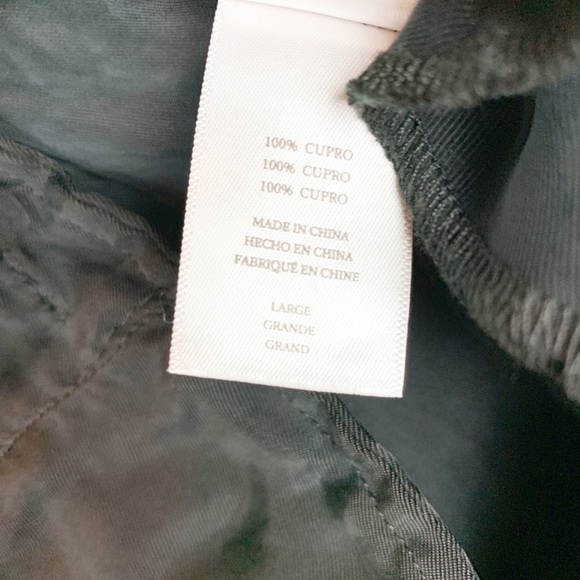 100% CUPRO
100% CUPRO
100% CUPRO
MADE IN CHINA
HECHO EN CHINA
FABRIQUÉ EN CHINE
LARGE
GRANDE
GRAND